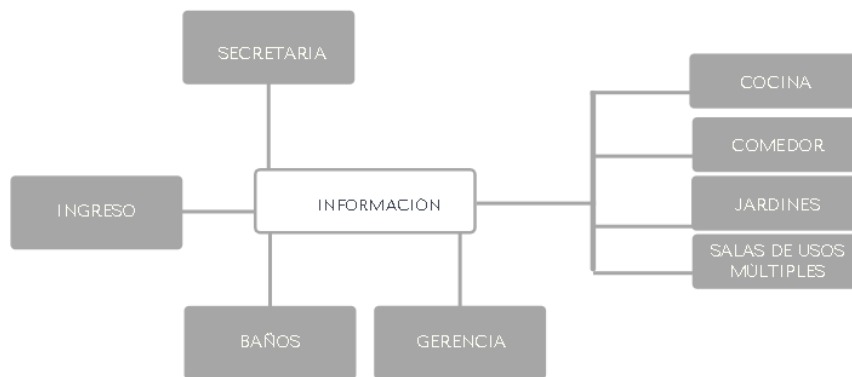 SECRETARIA
COCINA
COMEDOR
INGRESO
INFORMACIÓN
JARDINES
SALAS DE USOS
MÚLTIPLES
BAÑOS
GERENCIA